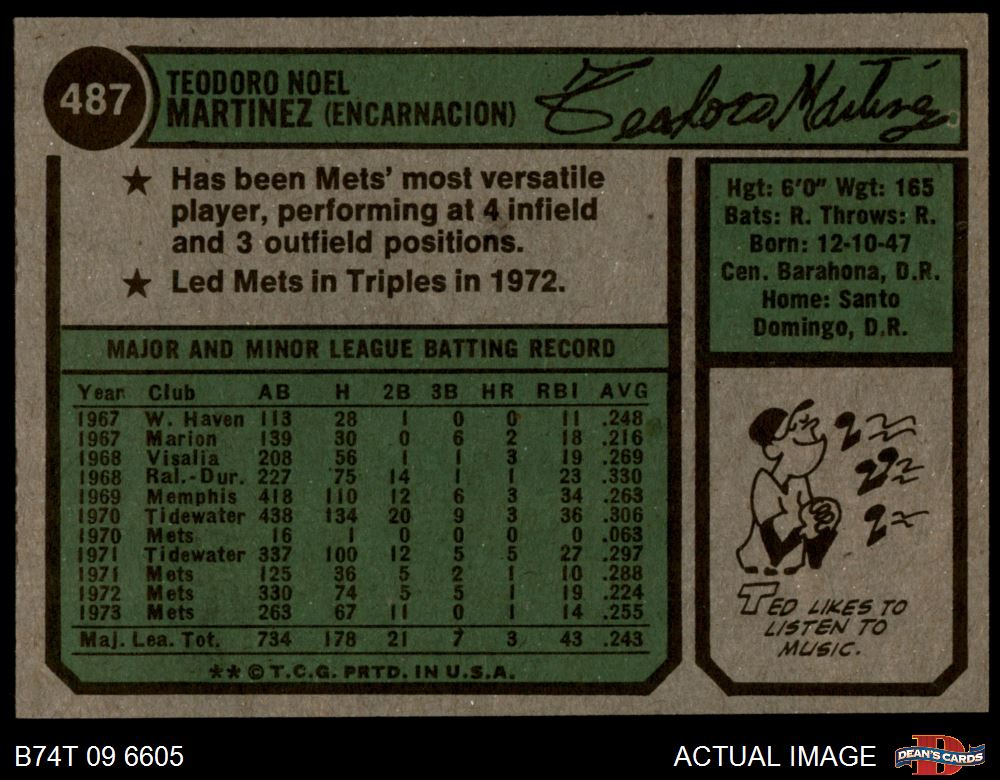 487
TEODORO NOEL
MARTINEZ (ENCARNACION)
Teodoro Martinez
★ Has been Mets' most versatile
player, performing at 4 infield
and 3 outfield positions.
★ Led Mets in Triples in 1972.
Hgt: 6'0" Wgt: 165
Bats: R. Throws: R.
Born: 12-10-47
Cen. Barahona, D.R.
Home: Santo
Domingo, D.R.
MAJOR AND MINOR LEAGUE BATTING RECORD
Year Club AB H 2B 3B HR RBI AVG
1967 W. Haven 113 28 1 0 0 11 .248
1967 Marion 139 30 0 6 2 18 .216
1968 Visalia 208 56 1 1 3 19 .269
1968 Ral.-Dur. 227 75 14 1 1 23 .330
1969 Memphis 418 110 12 6 3 34 .263
1970 Tidewater 438 134 20 9 3 36 .306
1970 Mets 16 1 0 0 0 0 .063
1971 Tidewater 337 100 12 5 5 27 .297
1971 Mets 125 36 5 2 1 10 .288
1972 Mets 330 74 5 5 1 19 .224
1973 Mets 263 67 11 0 1 14 .255
Maj. Lea. Tot. 734 178 21 7 3 43 .243
** © T.C.G. PRTD. IN U.S.A.
TED LIKES TO
LISTEN TO
MUSIC.
B74T 09 6605
ACTUAL IMAGE
DEAN'S CARDS